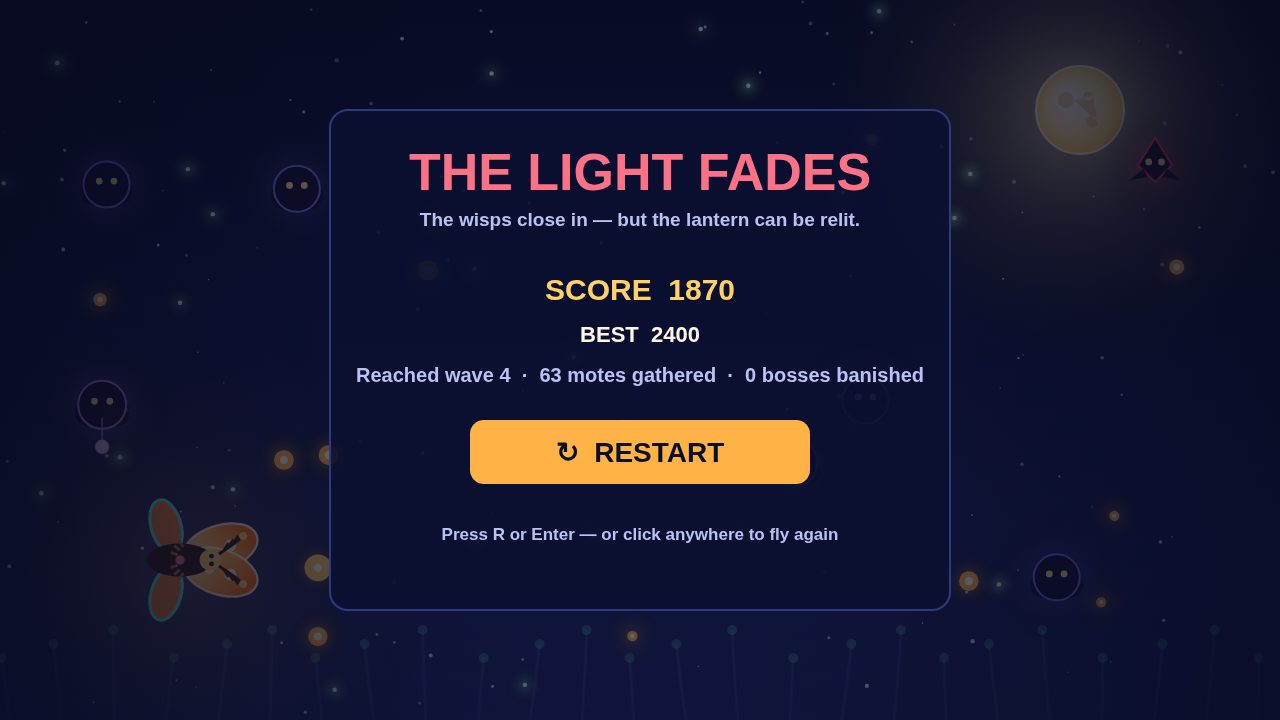 THE LIGHT FADES
The wisps close in — but the lantern can be relit.
SCORE 1870
BEST 2400
Reached wave 4 · 63 motes gathered · 0 bosses banished
↻ RESTART
Press R or Enter — or click anywhere to fly again